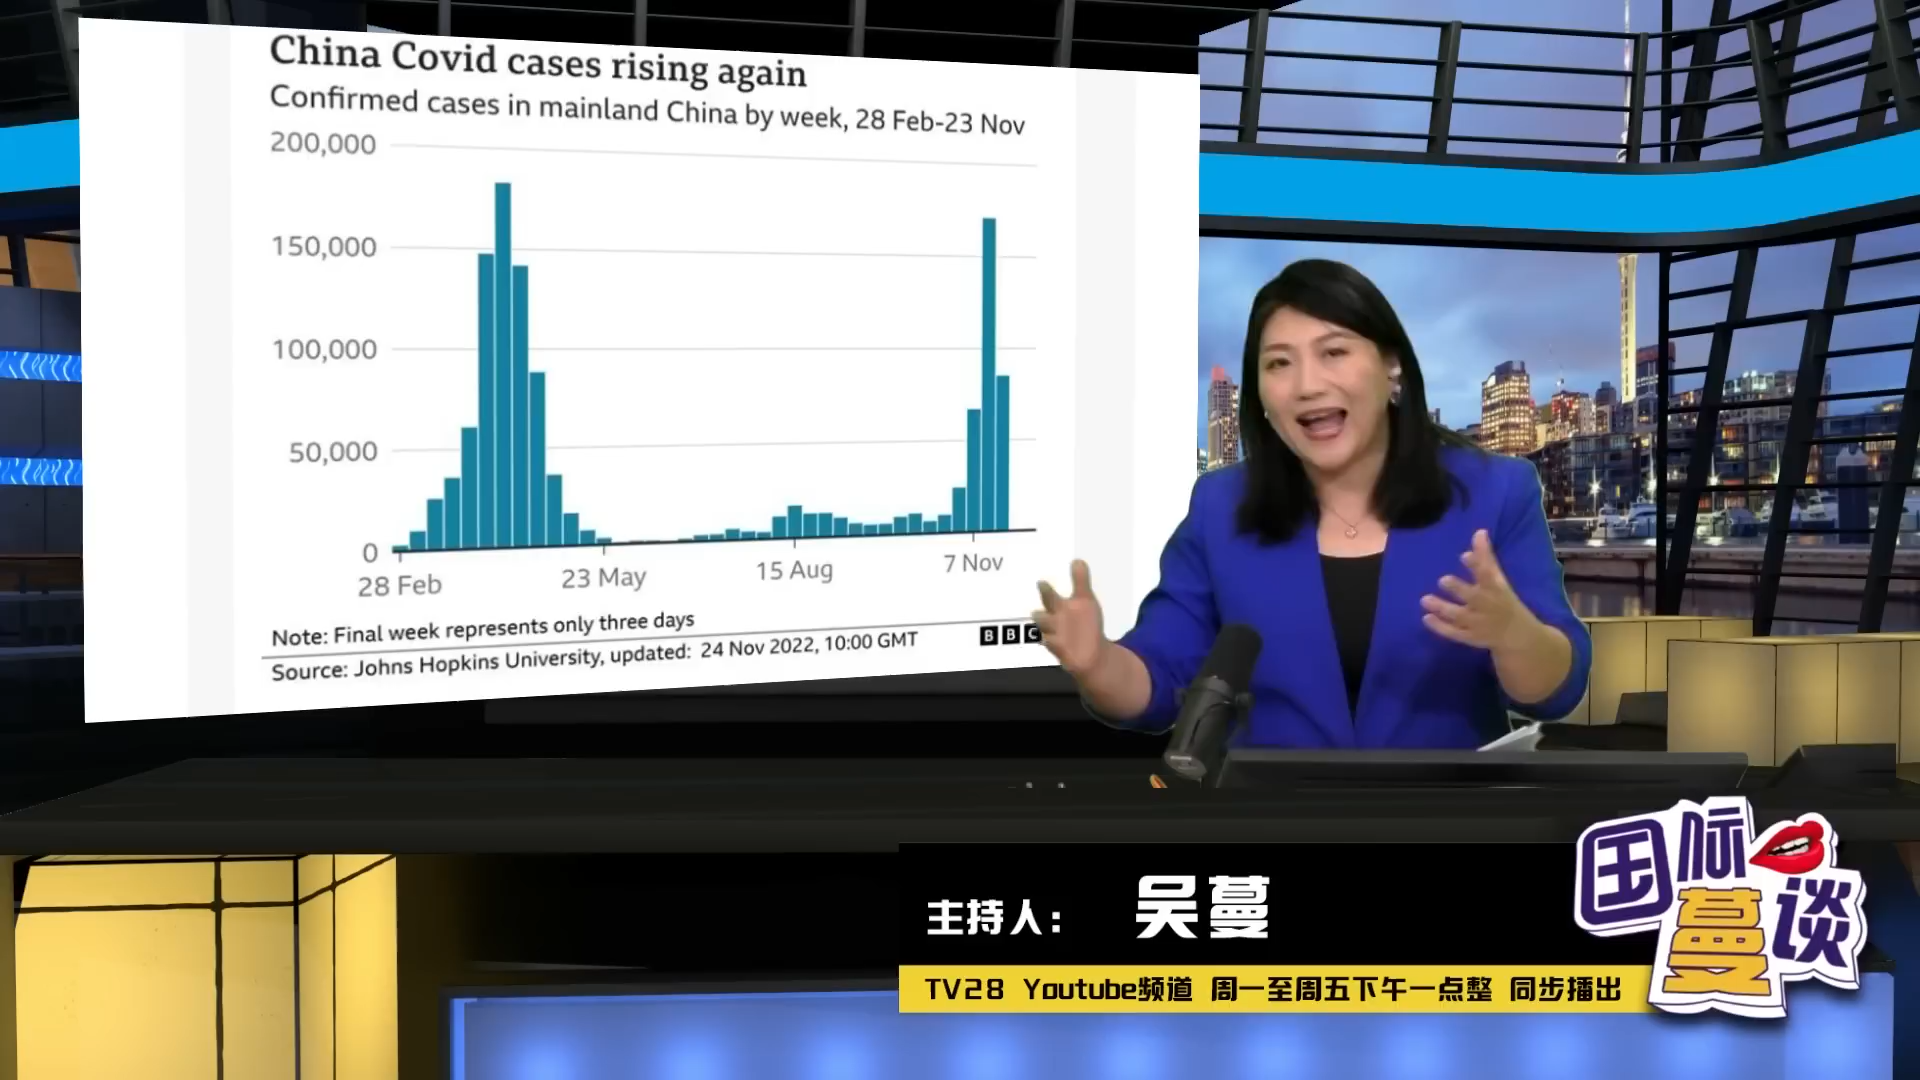 China Covid cases rising again
Confirmed cases in mainland China by week, 28 Feb-23 Nov
200,000
150,000
100,000
50,000
0
28 Feb
23 May
15 Aug
7 Nov
Note: Final week represents only three days
Source: Johns Hopkins University, updated: 24 Nov 2022, 10:00 GMT
BBC
主持人： 吴蔓
TV28 Youtube频道 周一至周五下午一点整 同步播出
国际
蔓谈